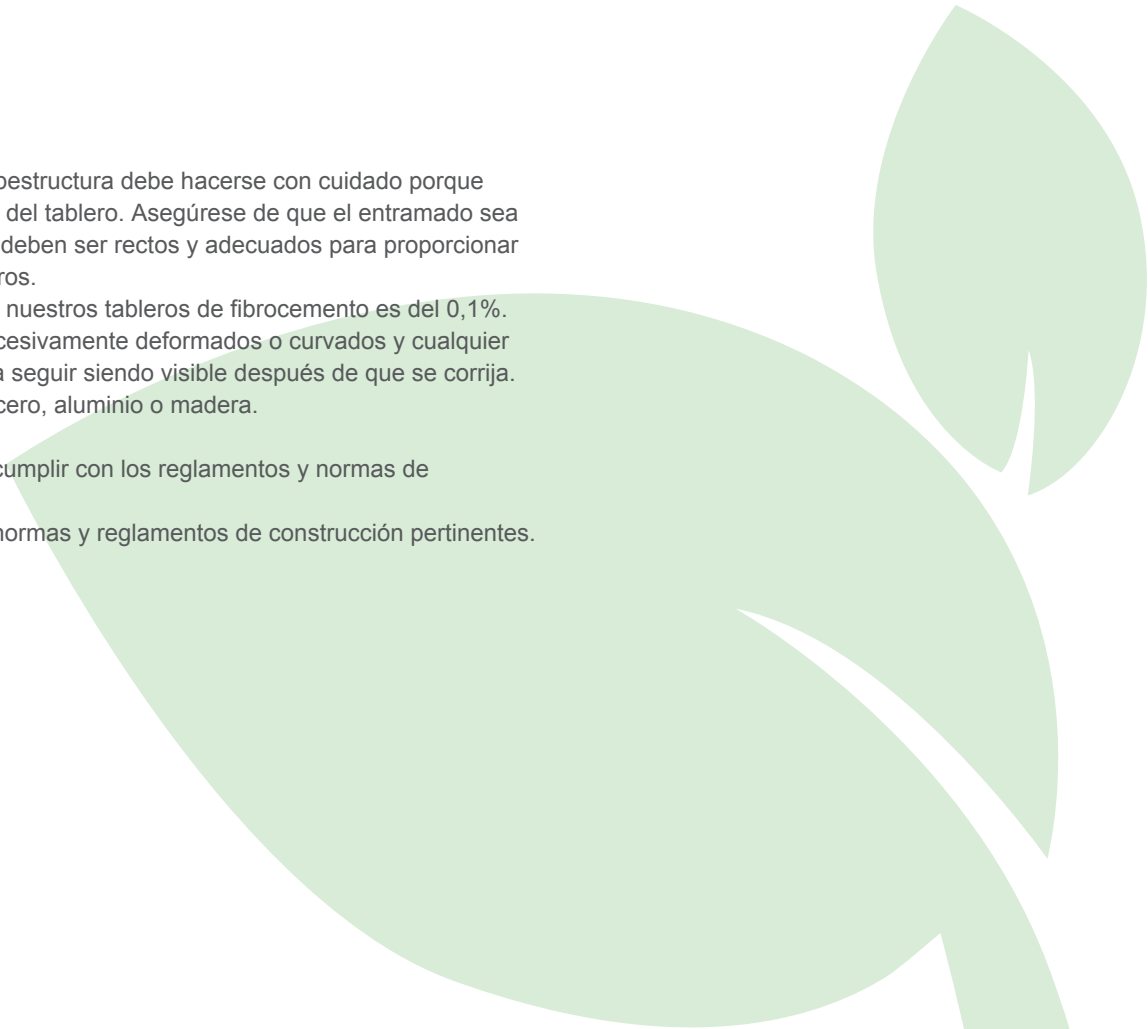 bestructura debe hacerse con cuidado porque
del tablero. Asegúrese de que el entramado sea
deben ser rectos y adecuados para proporcionar
ros.
nuestros tableros de fibrocemento es del 0,1%.
cesivamente deformados o curvados y cualquier
a seguir siendo visible después de que se corrija.
cero, aluminio o madera.
cumplir con los reglamentos y normas de
normas y reglamentos de construcción pertinentes.